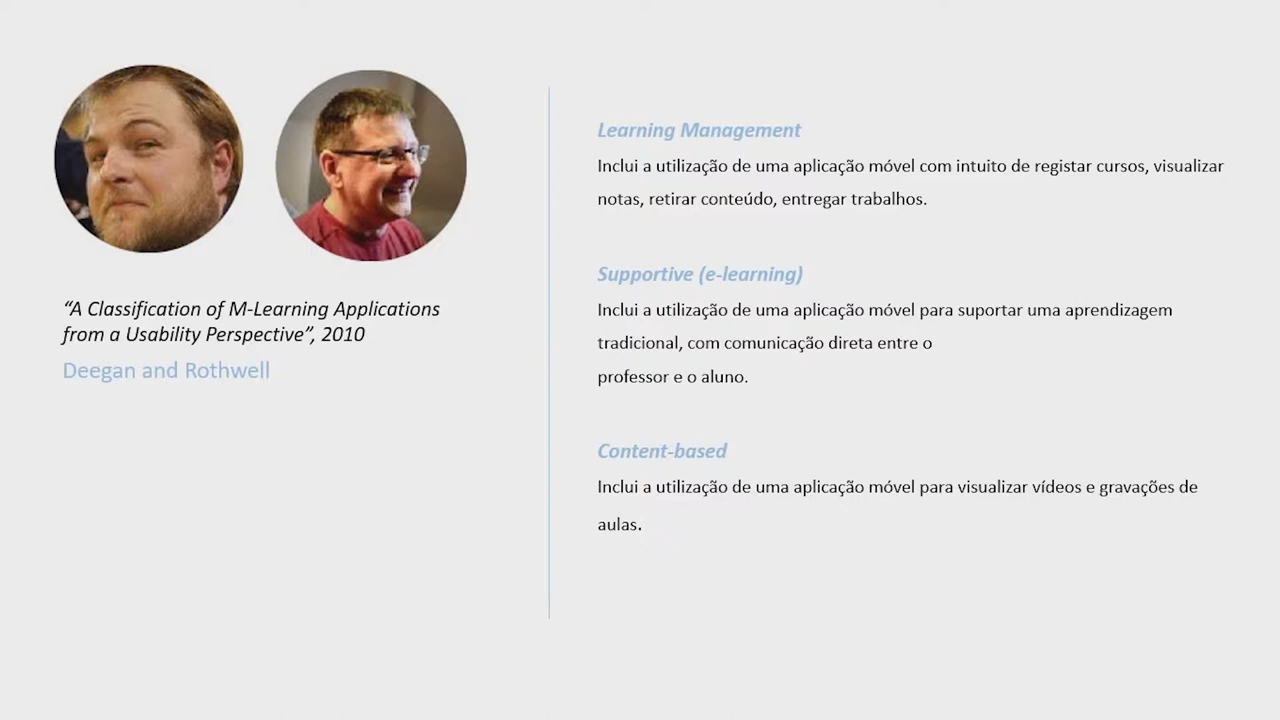 “A Classification of M-Learning Applications
from a Usability Perspective”, 2010
Deegan and Rothwell
Learning Management
Inclui a utilização de uma aplicação móvel com intuito de registar cursos, visualizar
notas, retirar conteúdo, entregar trabalhos.
Supportive (e-learning)
Inclui a utilização de uma aplicação móvel para suportar uma aprendizagem
tradicional, com comunicação direta entre o
professor e o aluno.
Content-based
Inclui a utilização de uma aplicação móvel para visualizar vídeos e gravações de
aulas.